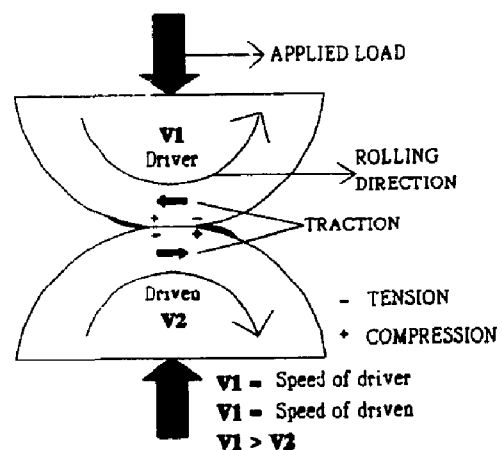 APPLIED LOAD
V1
Driver
ROLLING
DIRECTION
+ -
TRACTION
- +
Driven
V2
- TENSION
+ COMPRESSION
V1 = Speed of driver
V1 = Speed of driven
V1 > V2